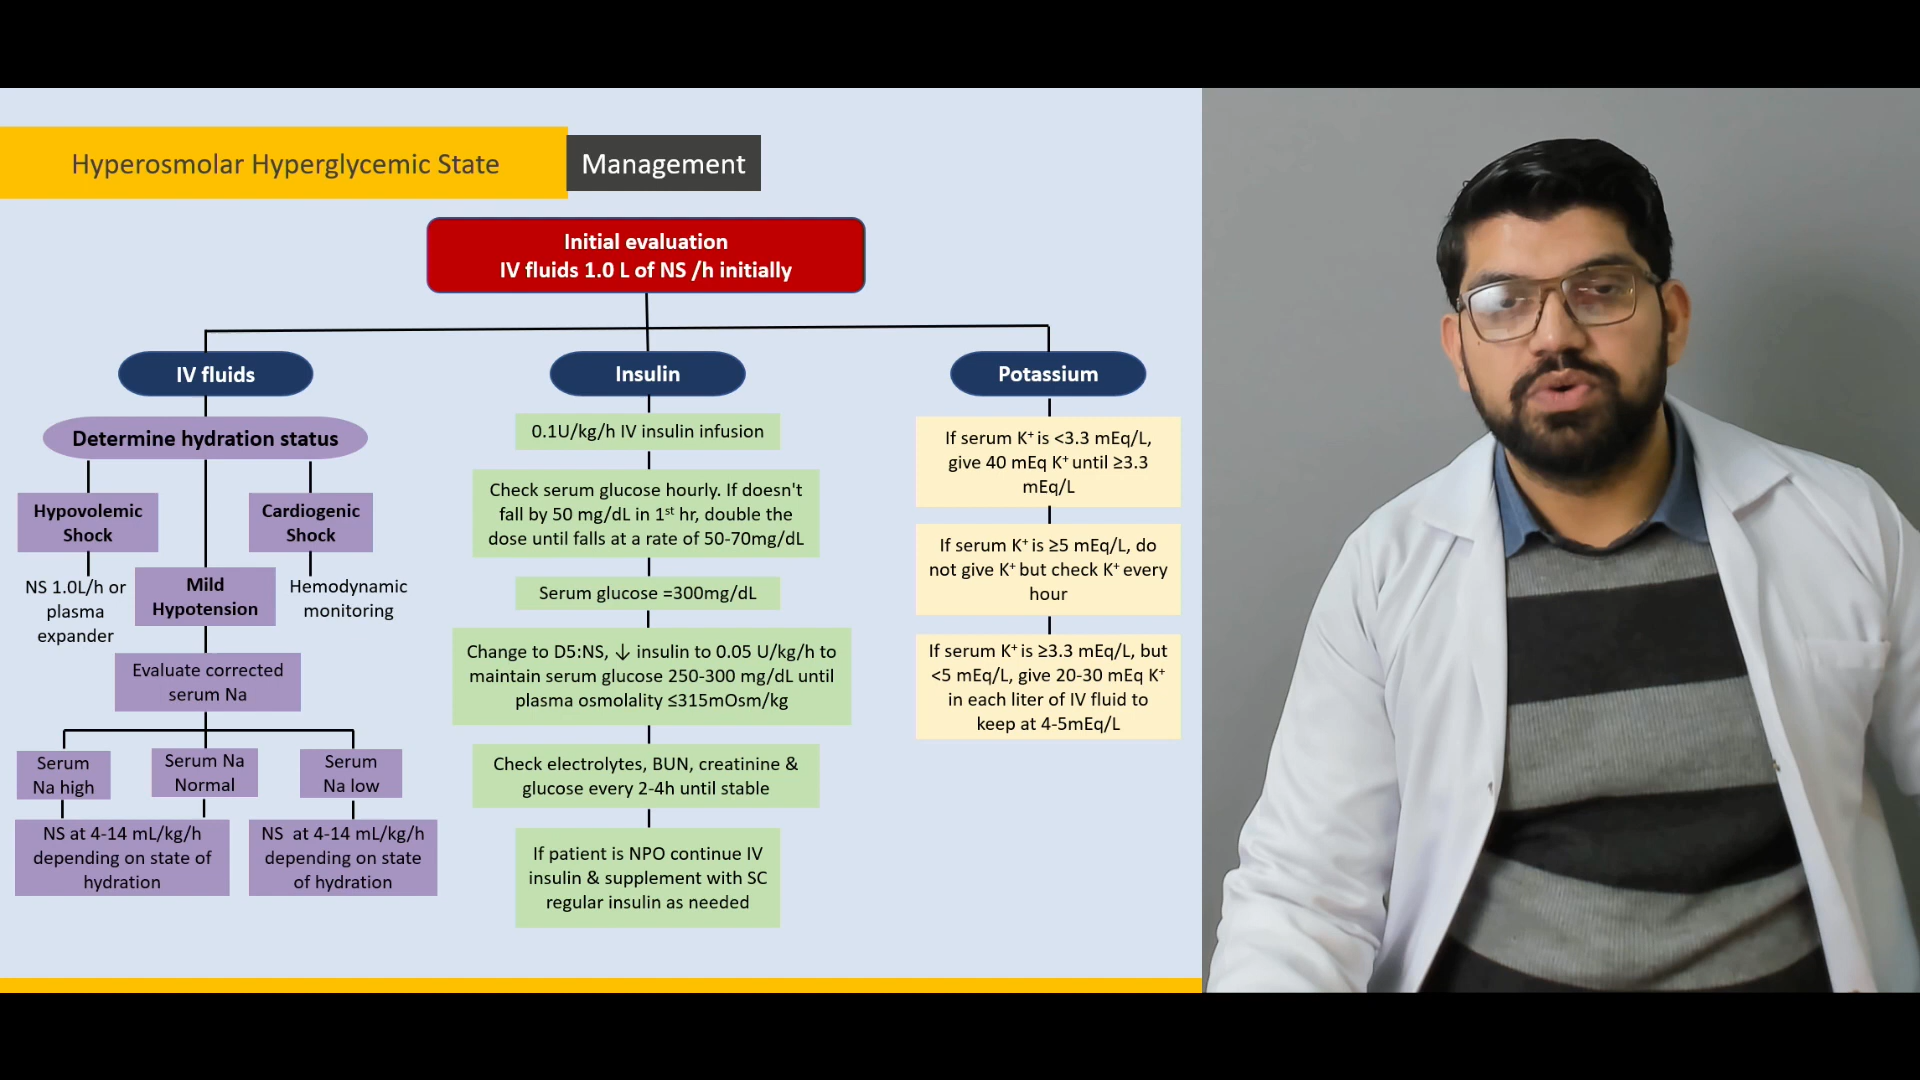 Hyperosmolar Hyperglycemic State
Management
Initial evaluation
IV fluids 1.0 L of NS /h initially
IV fluids
Determine hydration status
Hypovolemic
Shock
NS 1.0L/h or
plasma
expander
Mild
Hypotension
Cardiogenic
Shock
Hemodynamic
monitoring
Evaluate corrected
serum Na
Serum
Na high
Serum Na
Normal
Serum
Na low
NS at 4-14 mL/kg/h
depending on state of
hydration
NS at 4-14 mL/kg/h
depending on state
of hydration
Insulin
0.1U/kg/h IV insulin infusion
Check serum glucose hourly. If doesn't
fall by 50 mg/dL in 1st hr, double the
dose until falls at a rate of 50-70mg/dL
Serum glucose =300mg/dL
Change to D5:NS, ↓ insulin to 0.05 U/kg/h to
maintain serum glucose 250-300 mg/dL until
plasma osmolality ≤315mOsm/kg
Check electrolytes, BUN, creatinine &
glucose every 2-4h until stable
If patient is NPO continue IV
insulin & supplement with SC
regular insulin as needed
Potassium
If serum K⁺ is <3.3 mEq/L,
give 40 mEq K⁺ until ≥3.3
mEq/L
If serum K⁺ is ≥5 mEq/L, do
not give K⁺ but check K⁺ every
hour
If serum K⁺ is ≥3.3 mEq/L, but
<5 mEq/L, give 20-30 mEq K⁺
in each liter of IV fluid to
keep at 4-5mEq/L